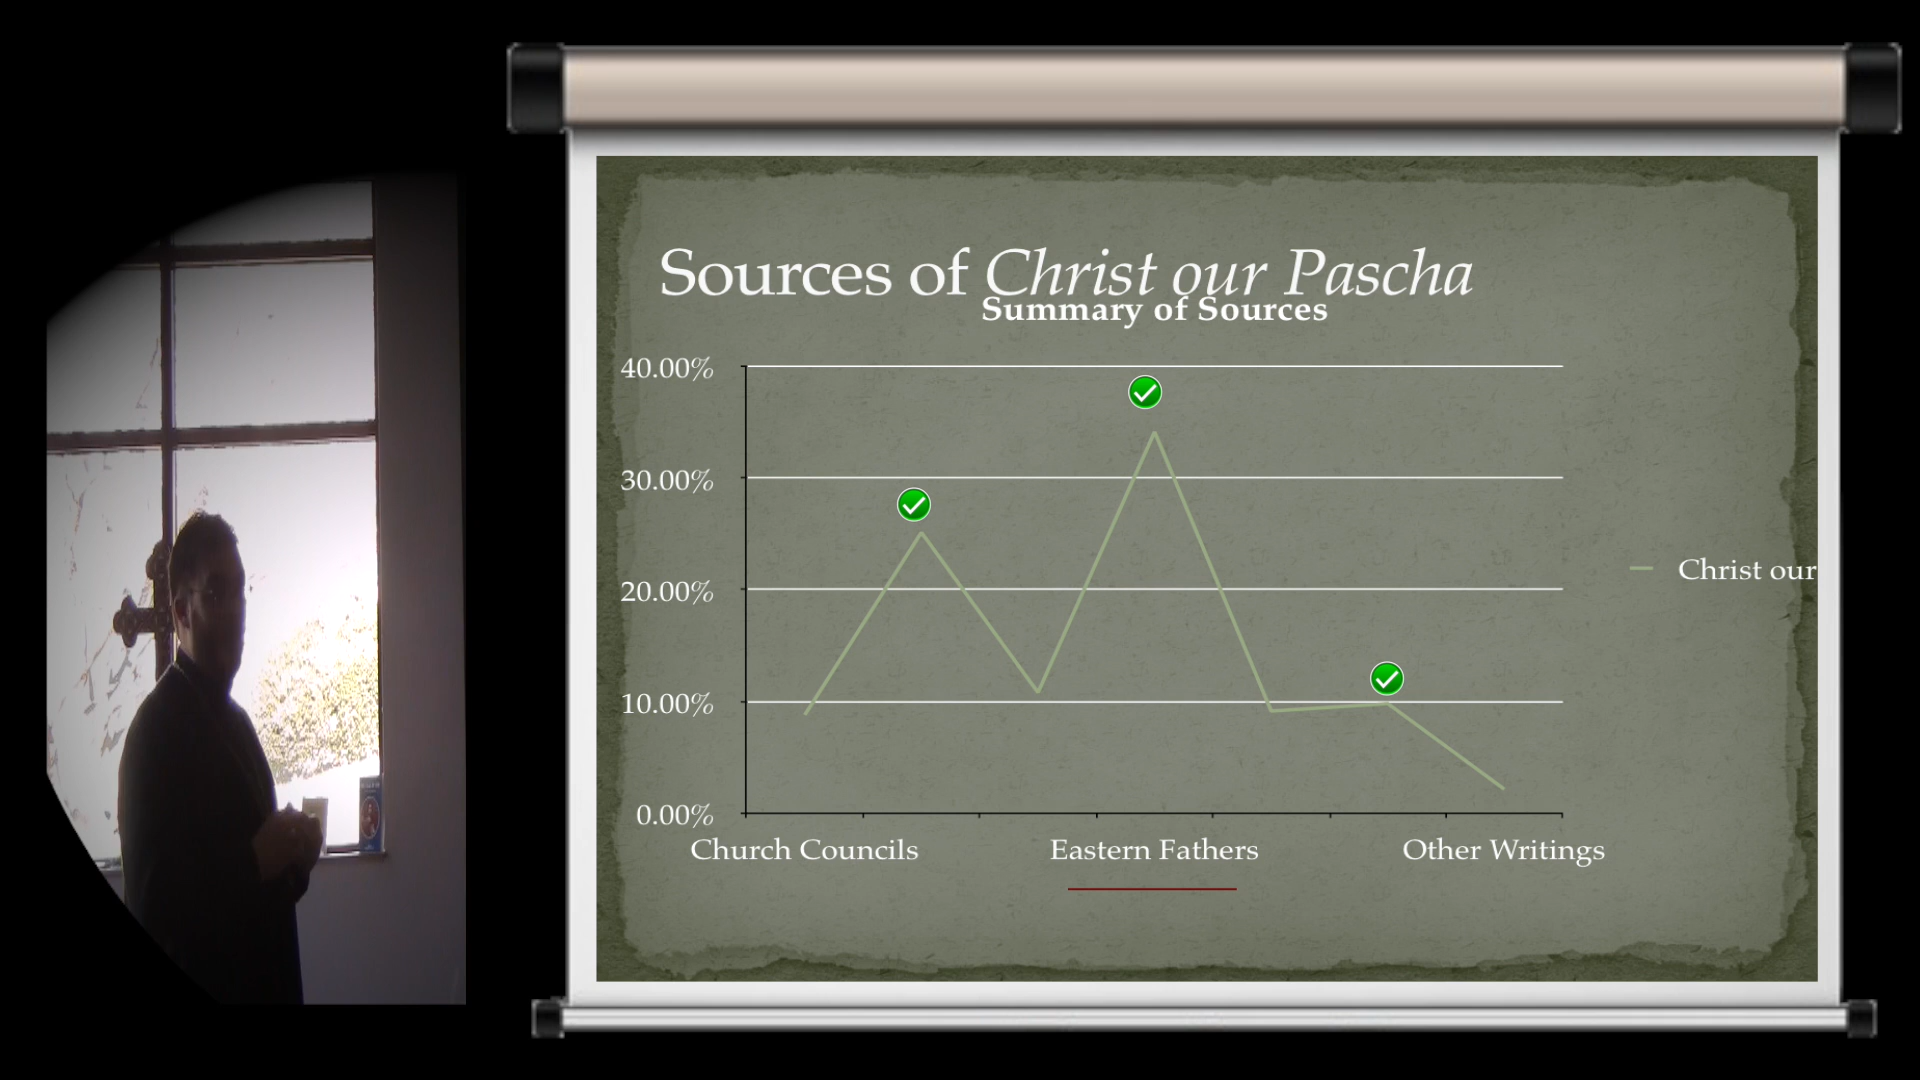 Sources of Christ our Pascha
Summary of Sources
40.00%
30.00%
20.00%
10.00%
0.00%
Church Councils
Eastern Fathers
Other Writings
Christ our